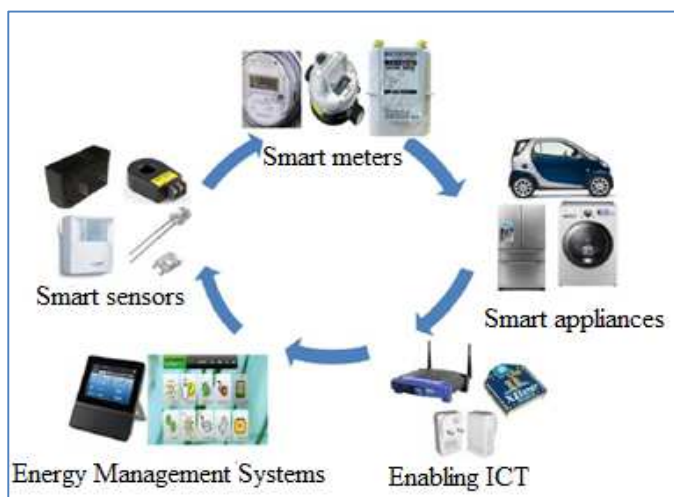 Smart meters
Smart sensors
Smart appliances
Energy Management Systems
Enabling ICT